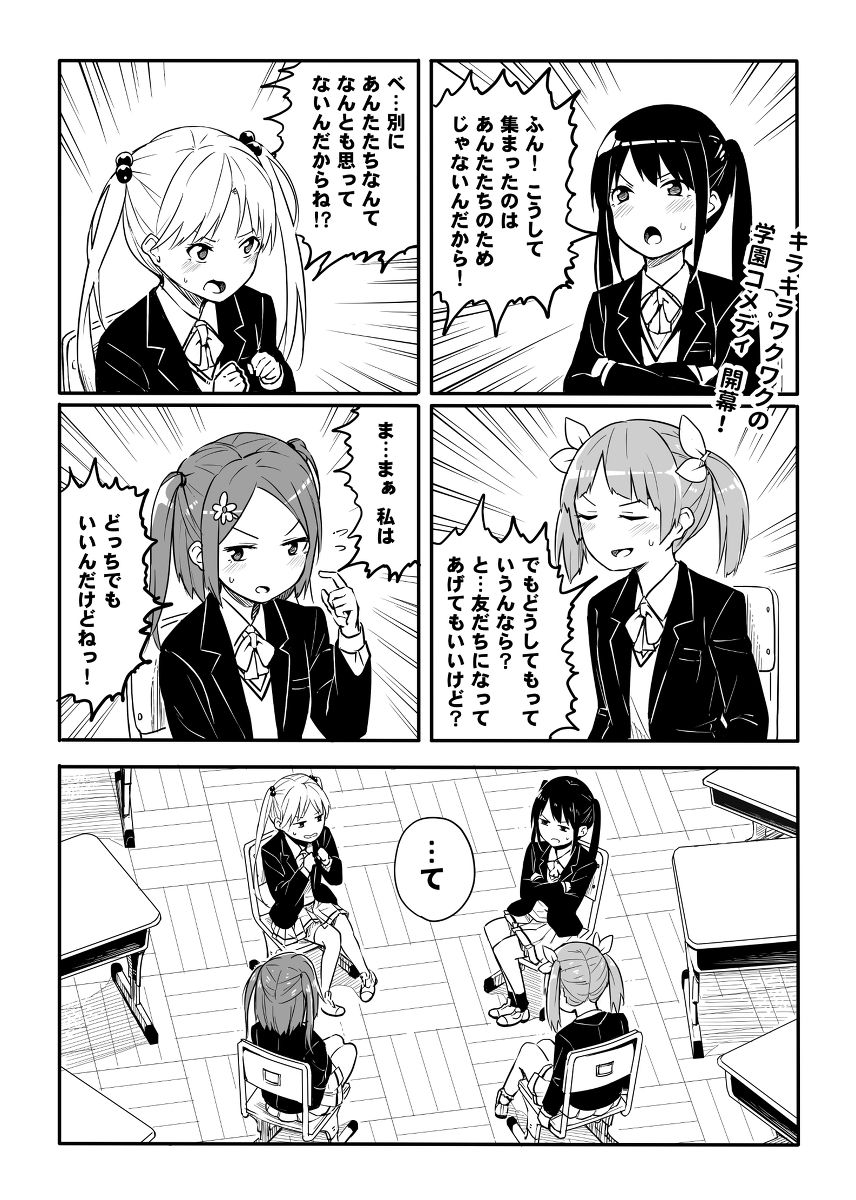 ふん！こうして
集まったのは
あんたたちのため
じゃないんだから！
キラキラワクワクの
学園コメディ 開幕！
べ…別に
あんたたちなんて
なんとも思って
ないんだからね!?
でもどうしてもって
いうんなら？
と…友だちになって
あげてもいいけど？
ま…まぁ 私は
どっちでも
いいんだけどねっ！
…て